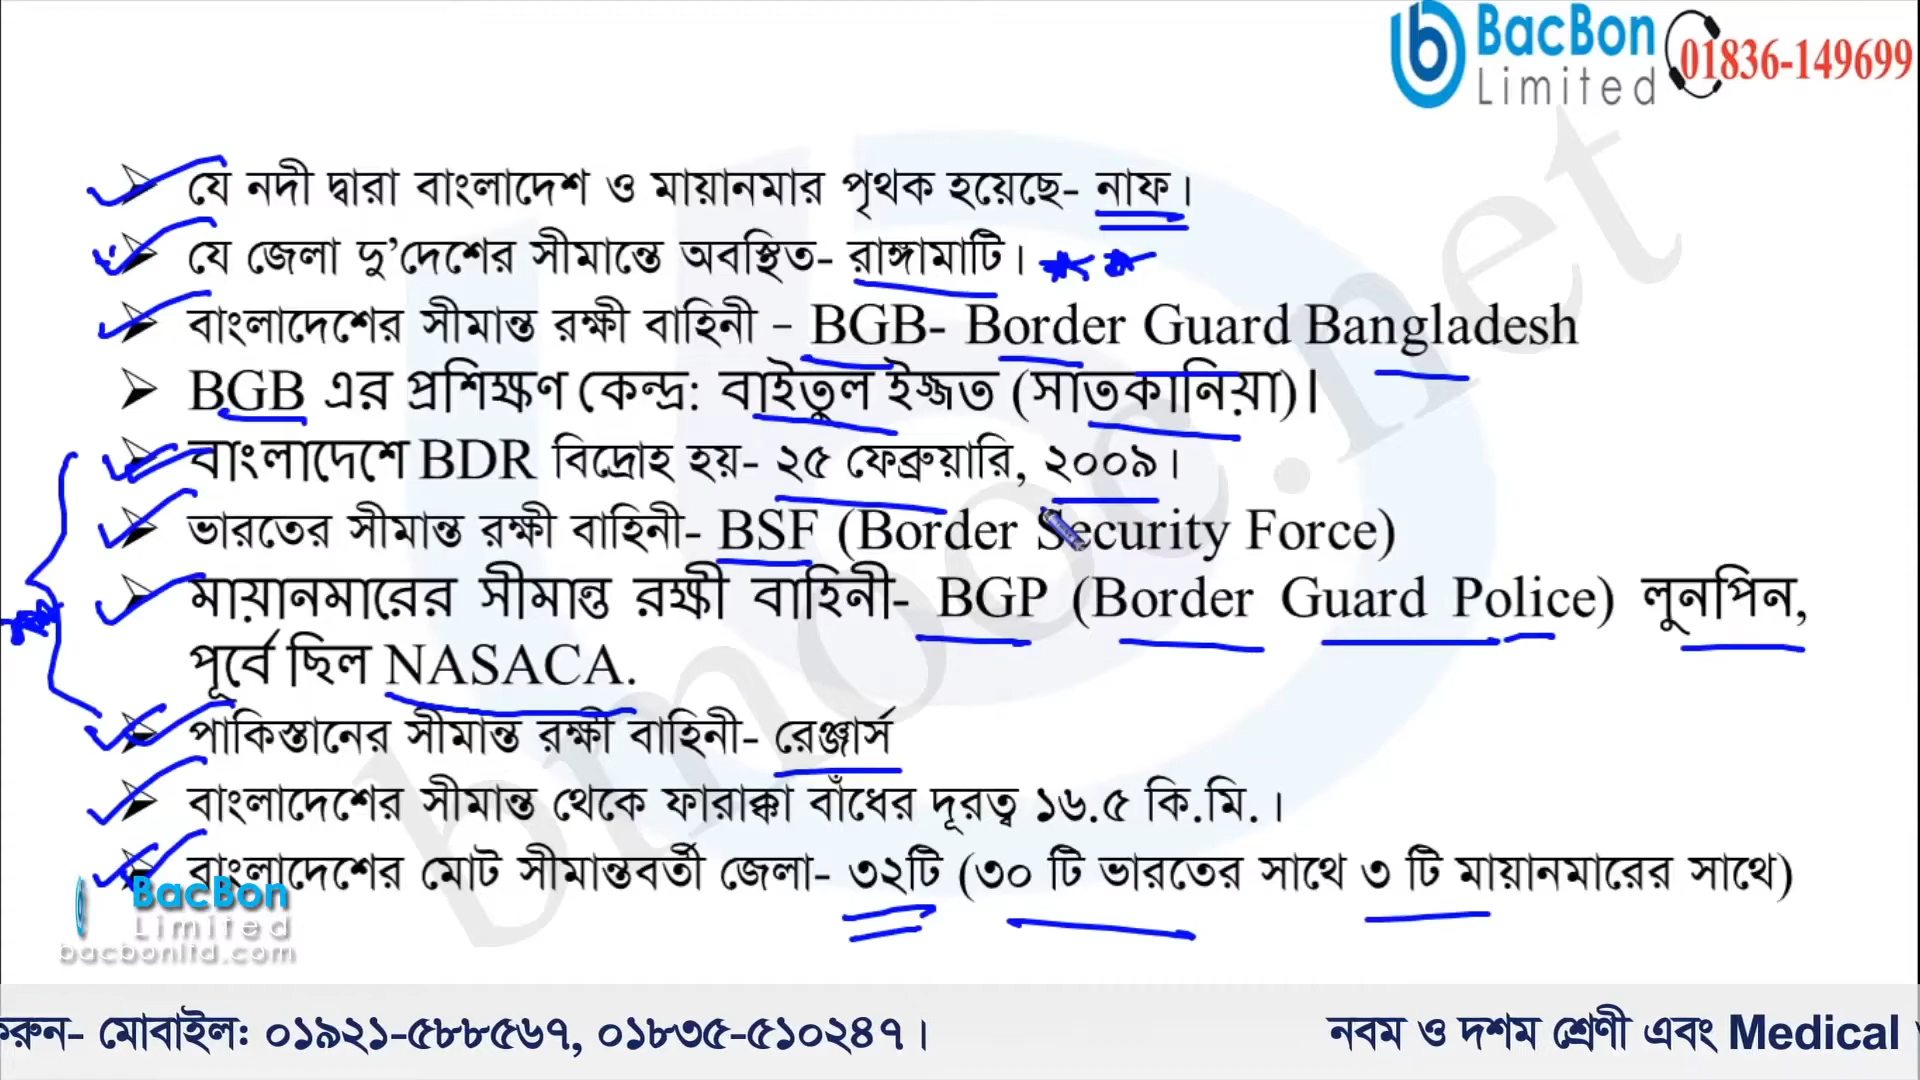 BacBon
Limited
01836-149699
যে নদী দ্বারা বাংলাদেশ ও মায়ানমার পৃথক হয়েছে- নাফ।
যে জেলা দু’দেশের সীমান্তে অবস্থিত- রাঙ্গামাটি।
বাংলাদেশের সীমান্ত রক্ষী বাহিনী - BGB- Border Guard Bangladesh
BGB এর প্রশিক্ষণ কেন্দ্র: বাইতুল ইজ্জত (সাতকানিয়া)।
বাংলাদেশে BDR বিদ্রোহ হয়- ২৫ ফেব্রুয়ারি, ২০০৯।
ভারতের সীমান্ত রক্ষী বাহিনী- BSF (Border Security Force)
মায়ানমারের সীমান্ত রক্ষী বাহিনী- BGP (Border Guard Police) লুনপিন,
পূর্বে ছিল NASACA.
পাকিস্তানের সীমান্ত রক্ষী বাহিনী- রেঞ্জার্স
বাংলাদেশের সীমান্ত থেকে ফারাক্কা বাঁধের দূরত্ব ১৬.৫ কি.মি.।
বাংলাদেশের মোট সীমান্তবর্তী জেলা- ৩২টি (৩০ টি ভারতের সাথে ৩ টি মায়ানমারের সাথে)
bmooc.net
BacBon
Limited
bacbonltd.com
করুন- মোবাইল: ০১৯২১-৫৮৮৫৬৭, ০১৮৩৫-৫১০২৪৭। নবম ও দশম শ্রেণী এবং Medical